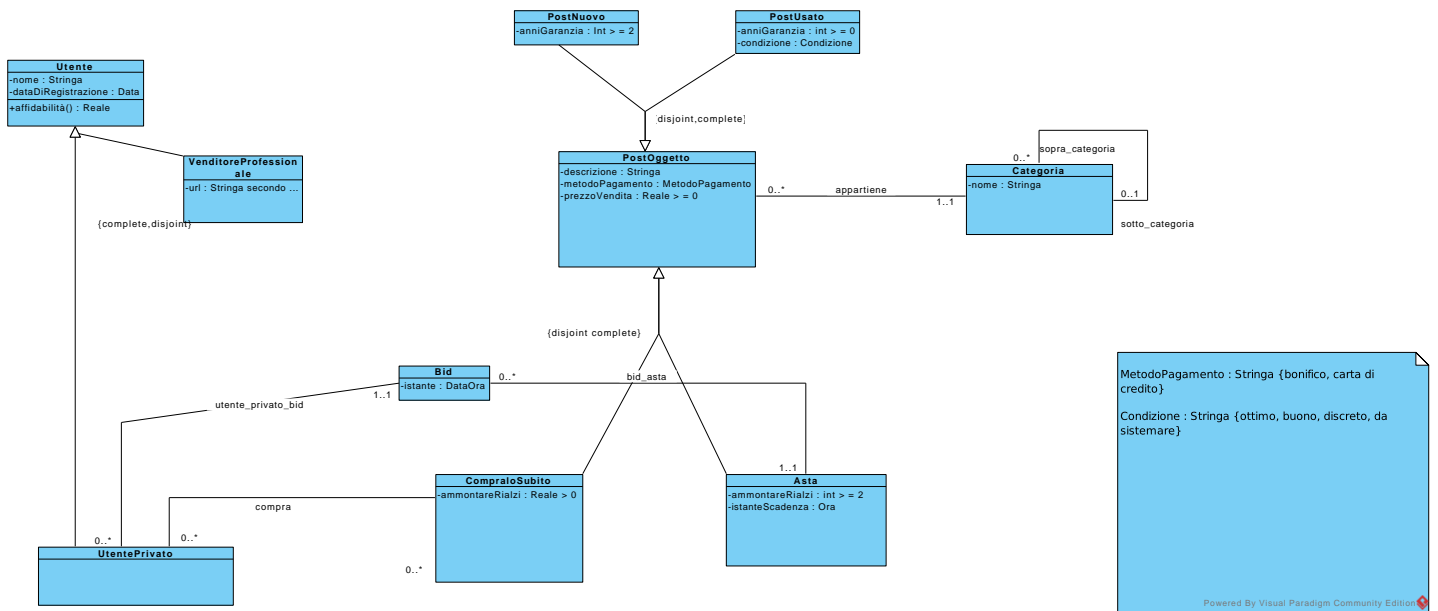 PostNuovo
-anniGaranzia : Int > = 2
PostUsato
-anniGaranzia : int > = 0
-condizione : Condizione
Utente
-nome : Stringa
-dataDiRegistrazione : Data
+affidabilità() : Reale
{disjoint,complete}
VenditoreProfession
ale
-url : Stringa secondo ...
{complete,disjoint}
PostOggetto
-descrizione : Stringa
-metodoPagamento : MetodoPagamento
-prezzoVendita : Reale > = 0
0..*
appartiene
1..1
sopra_categoria
0..*
Categoria
-nome : Stringa
0..1
sotto_categoria
{disjoint complete}
Bid
-istante : DataOra
0..*
bid_asta
1..1
utente_privato_bid
1..1
CompraloSubito
-ammontareRialzi : Reale > 0
Asta
-ammontareRialzi : int > = 2
-istanteScadenza : Ora
compra
0..*
0..*
0..*
UtentePrivato
MetodoPagamento : Stringa {bonifico, carta di
credito}
Condizione : Stringa {ottimo, buono, discreto, da
sistemare}
Powered By Visual Paradigm Community Edition